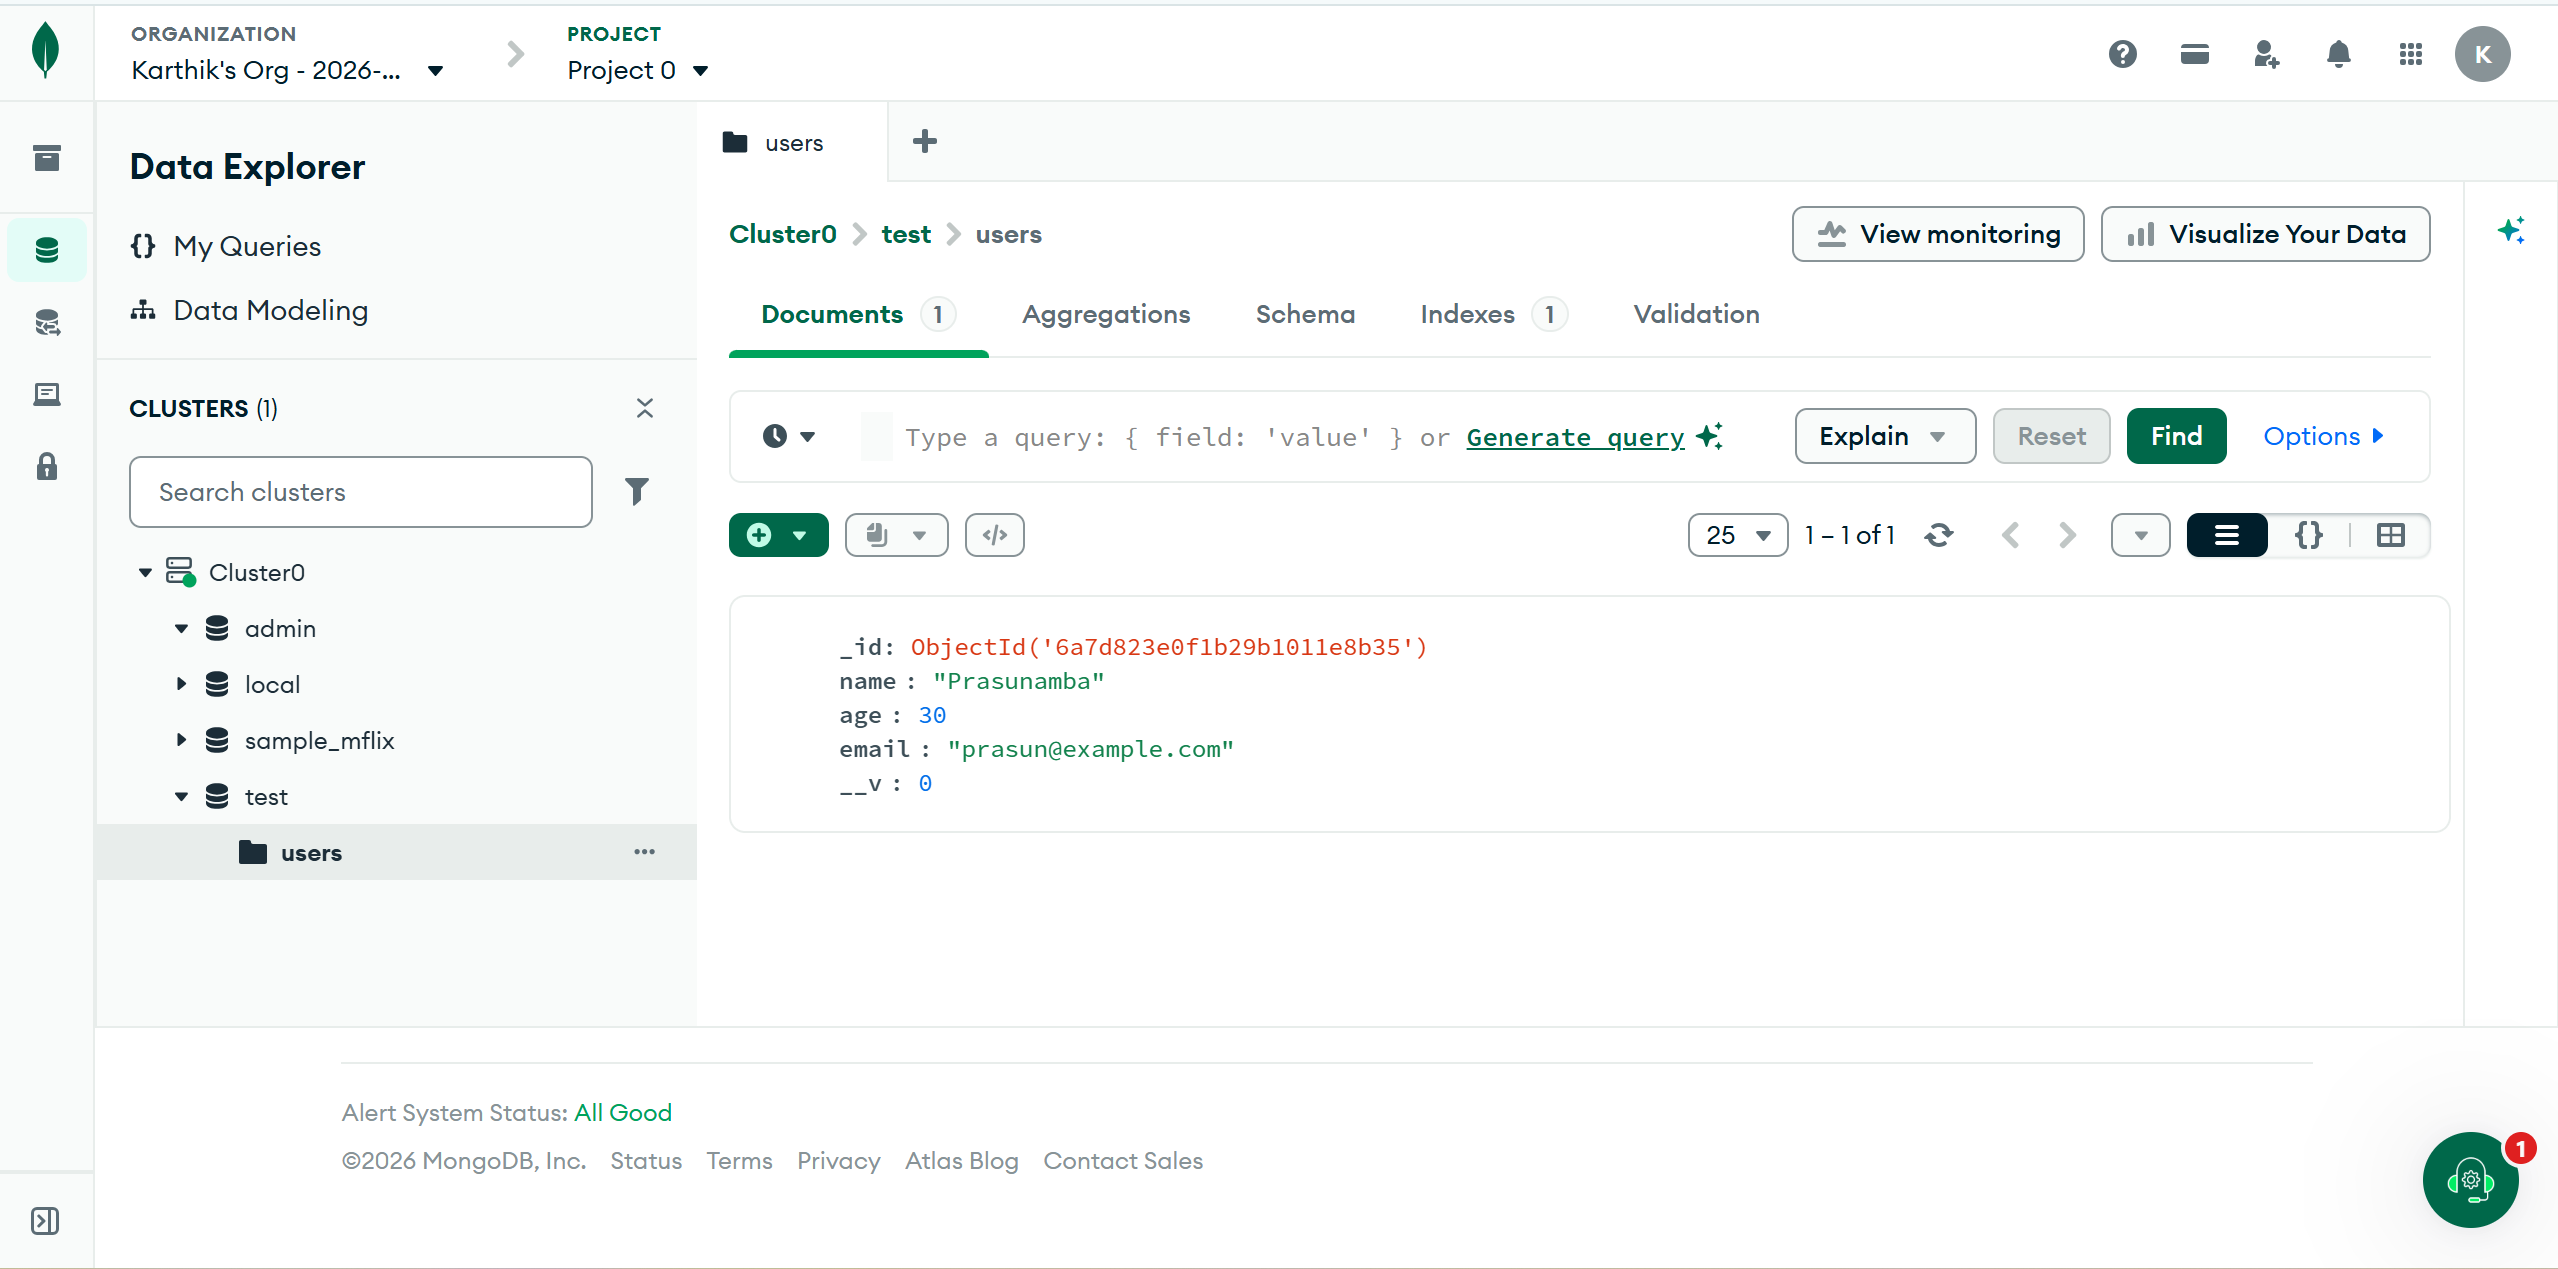 ORGANIZATION
Karthik's Org - 2026-...
PROJECT
Project 0
K
Data Explorer
My Queries
Data Modeling
CLUSTERS (1)
Search clusters
Cluster0
admin
local
sample_mflix
test
users
users
Cluster0 test users
View monitoring
Visualize Your Data
Documents 1
Aggregations
Schema
Indexes 1
Validation
Type a query: { field: 'value' } or Generate query
Explain
Reset
Find
Options
25
1 – 1 of 1
_id: ObjectId('6a7d823e0f1b29b1011e8b35')
name : "Prasunamba"
age : 30
email : "prasun@example.com"
__v : 0
Alert System Status: All Good
©2026 MongoDB, Inc. Status Terms Privacy Atlas Blog Contact Sales
1